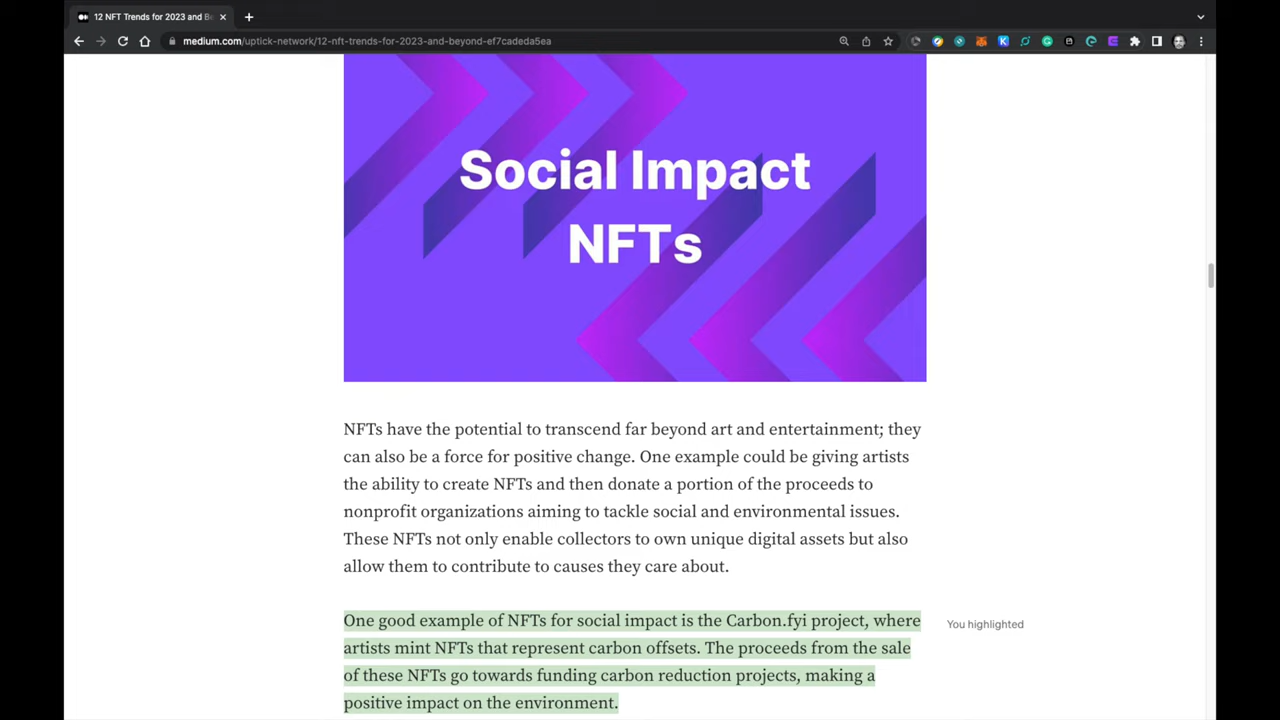 12 NFT Trends for 2023 and Be
medium.com/uptick-network/12-nft-trends-for-2023-and-beyond-ef7cadeda5ea
Social Impact
NFTs
NFTs have the potential to transcend far beyond art and entertainment; they
can also be a force for positive change. One example could be giving artists
the ability to create NFTs and then donate a portion of the proceeds to
nonprofit organizations aiming to tackle social and environmental issues.
These NFTs not only enable collectors to own unique digital assets but also
allow them to contribute to causes they care about.
One good example of NFTs for social impact is the Carbon.fyi project, where
You highlighted
artists mint NFTs that represent carbon offsets. The proceeds from the sale
of these NFTs go towards funding carbon reduction projects, making a
positive impact on the environment.